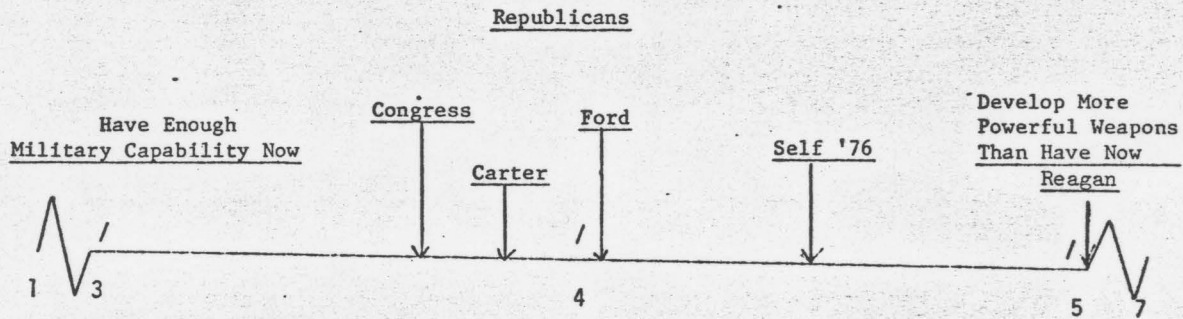 Republicans
Have Enough
Military Capability Now
Congress
Carter
Ford
Self '76
Develop More
Powerful Weapons
Than Have Now
Reagan
1 3 4 5 7